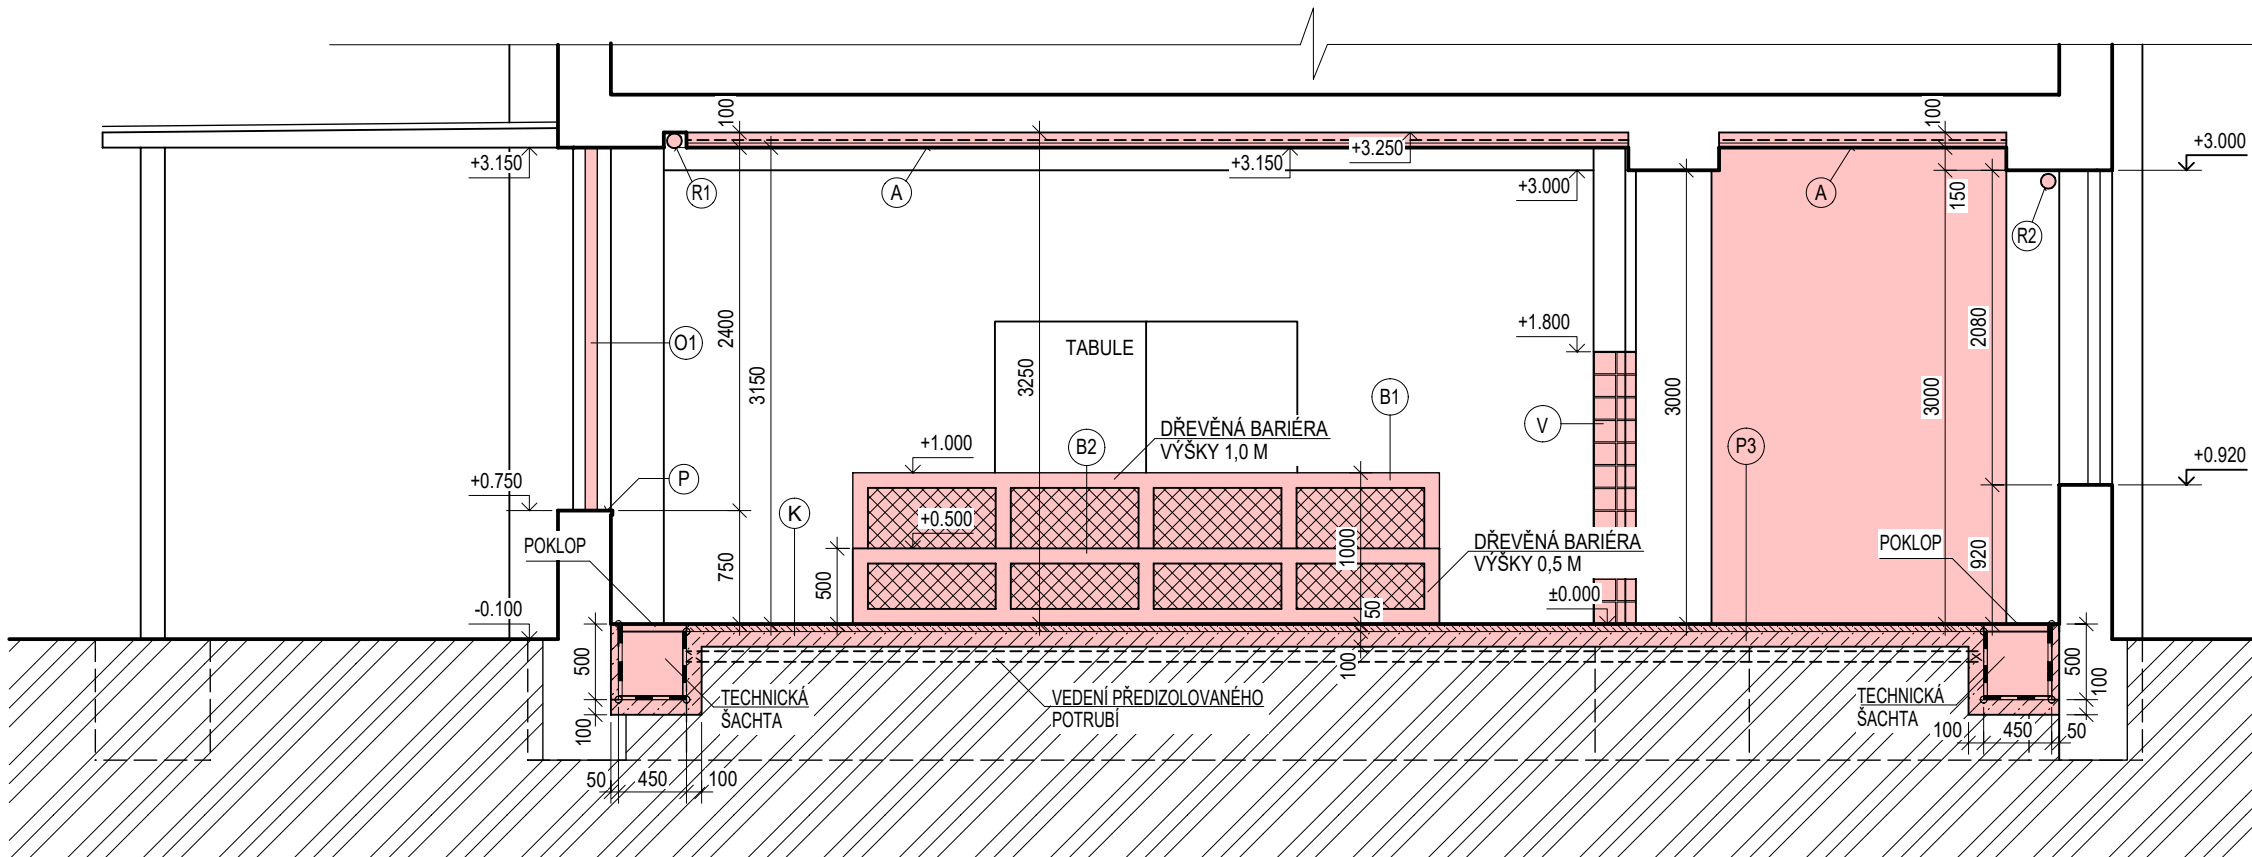 100
100
+3.150
R1
A
+3.150
+3.250
+3.000
A
150
+3.000
R2
O1
2400
3150
3250
TABULE
+1.800
3000
3000
2080
B1
V
P3
+1.000
B2
DŘEVĚNÁ BARIÉRA
VÝŠKY 1,0 M
+0.920
+0.750
P
K
+0.500
POKLOP
750
500
1000
DŘEVĚNÁ BARIÉRA
VÝŠKY 0,5 M
POKLOP
920
-0.100
±0.000
50
500
100
TECHNICKÁ
ŠACHTA
VEDENÍ PŘEDIZOLOVANÉHO
POTRUBÍ
100
TECHNICKÁ
ŠACHTA
500
100
100
450
50
50
450
100